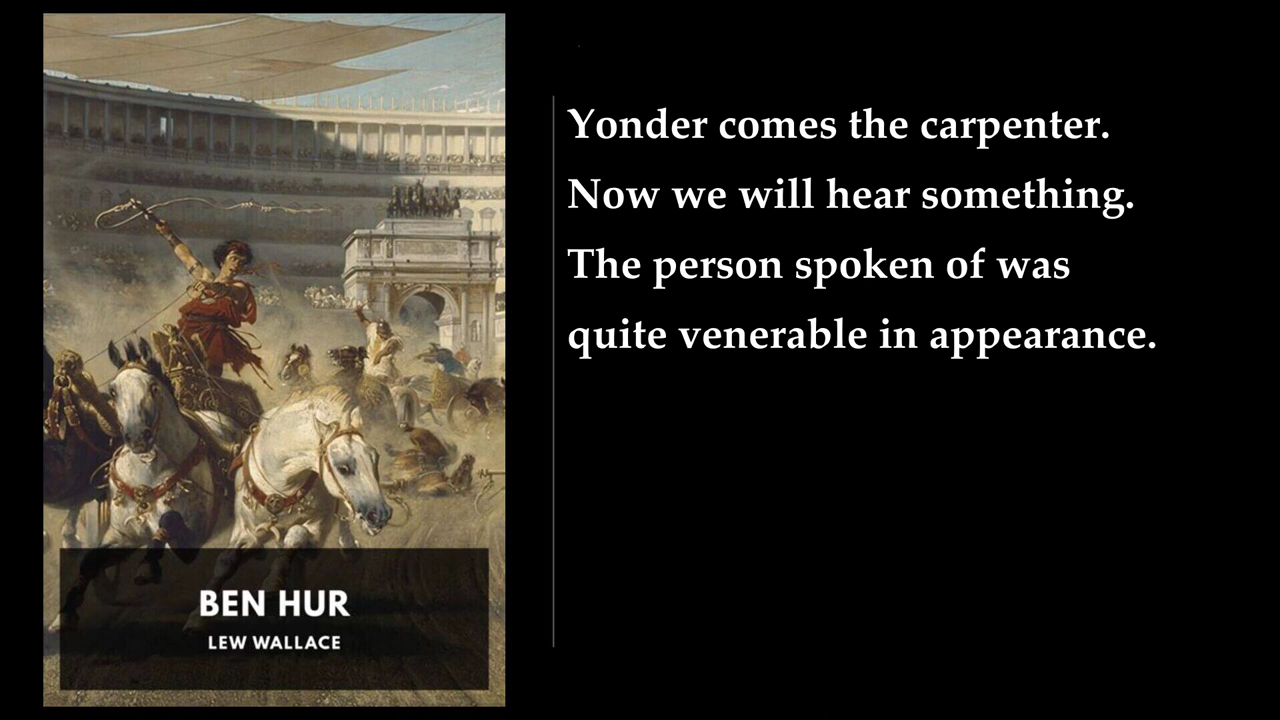 Yonder comes the carpenter.
Now we will hear something.
The person spoken of was
quite venerable in appearance.
BEN HUR
LEW WALLACE